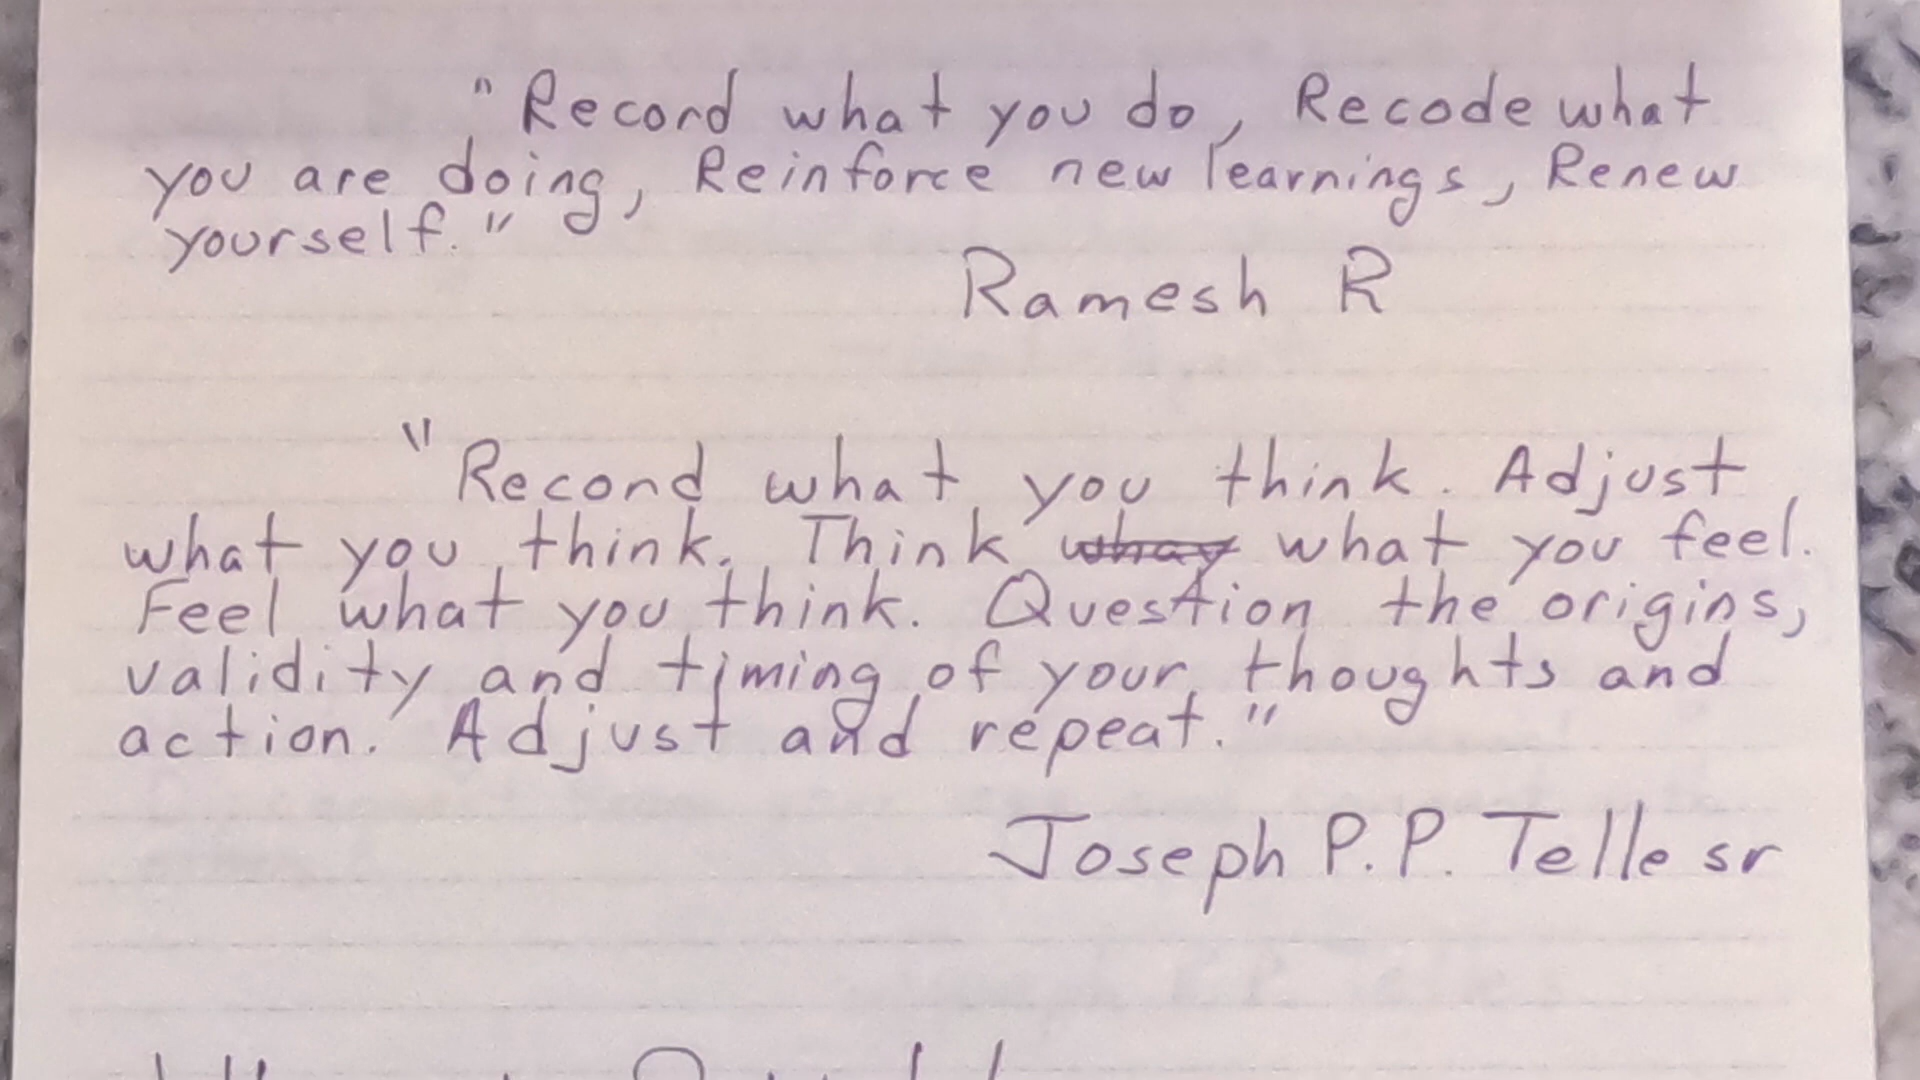 "Record what you do, Recode what
you are doing, Reinforce new learnings, Renew
yourself."
Ramesh R
"Record what you think. Adjust
what you think. Think whay what you feel.
Feel what you think. Question the origins,
validity and timing of your thoughts and
action. Adjust and repeat."
Joseph P.P. Telle sr